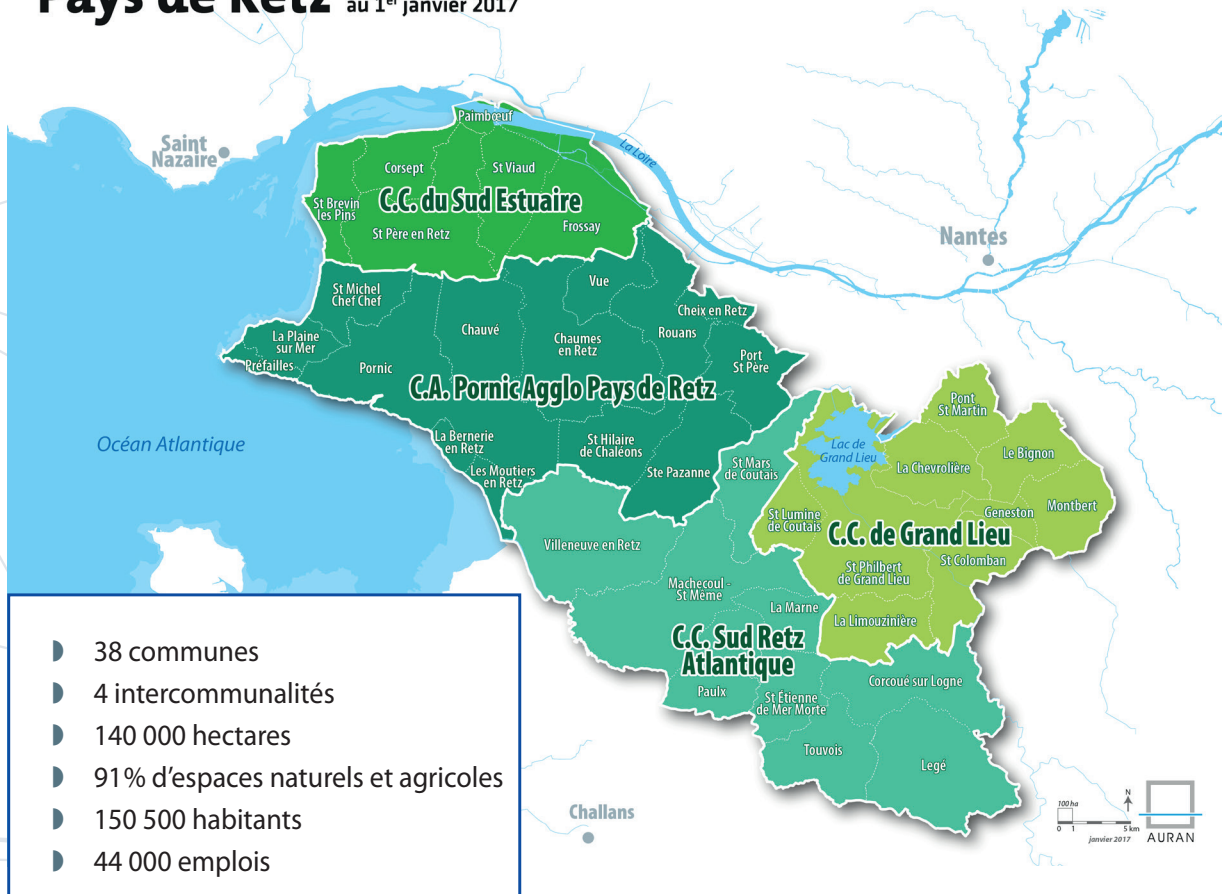 Pays de Retz au 1er janvier 2017
Paimbœuf
Saint
Nazaire
La Loire
Corsept
St Viaud
C.C. du Sud Estuaire
St Brevin
les Pins
St Père en Retz
Frossay
Nantes
St Michel
Chef Chef
Vue
Cheix en Retz
La Plaine
sur Mer
Chauvé
Chaumes
en Retz
Rouans
Préfailles
Pornic
Port
St Père
C.A. Pornic Agglo Pays de Retz
Pont
St Martin
Océan Atlantique
La Bernerie
en Retz
St Hilaire
de Chaléons
Lac de
Grand Lieu
Le Bignon
Les Moutiers
en Retz
Ste Pazanne
St Mars
de Coutais
La Chevrolière
St Lumine
de Coutais
Geneston
Montbert
C.C. de Grand Lieu
Villeneuve en Retz
St Philbert
de Grand Lieu
St Colomban
Machecoul -
St Même
La Marne
La Limouzinière
C.C. Sud Retz
Atlantique
Paulx
St Étienne
de Mer Morte
Corcoué sur Logne
Touvois
Legé
Challans
38 communes
4 intercommunalités
140 000 hectares
91% d’espaces naturels et agricoles
150 500 habitants
44 000 emplois
100 ha
N
0 1 5 km
janvier 2017
AURAN